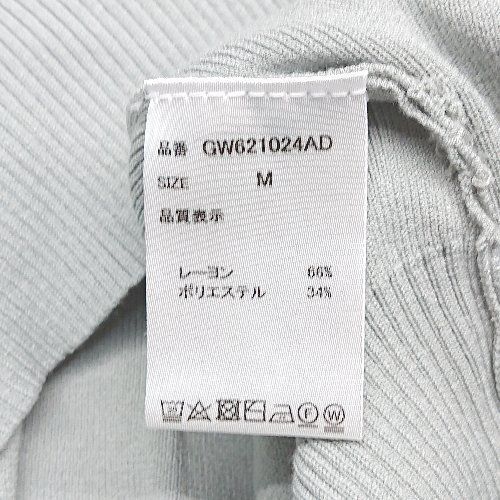 品番 GW621024AD
SIZE M
品質表示
レーヨン 66%
ポリエステル 34%
F W